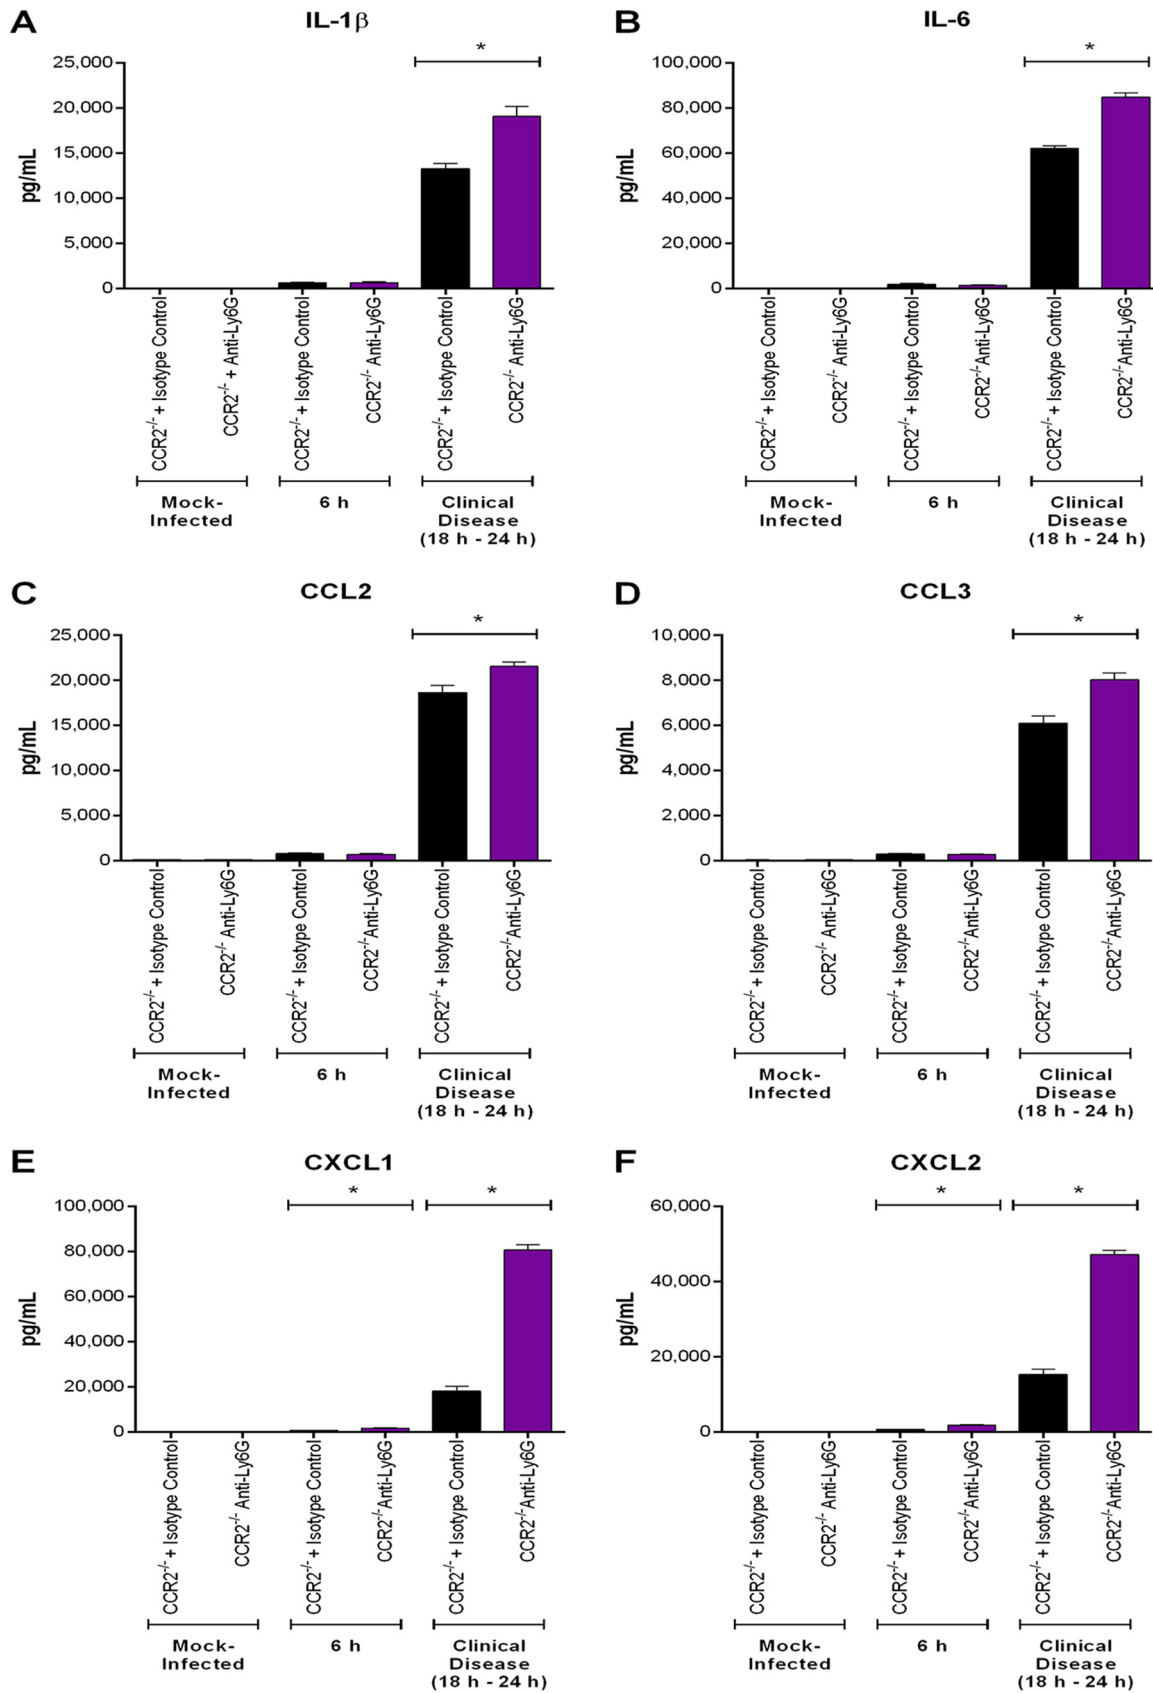 A
IL-1β
25,000
20,000
15,000
10,000
5,000
0
pg/mL
*
CCR2-/- + Isotype Control
CCR2-/- + Anti-Ly6G
CCR2-/- + Isotype Control
CCR2-/- Anti-Ly6G
CCR2-/- + Isotype Control
CCR2-/- Anti-Ly6G
Mock-
Infected
6 h
Clinical
Disease
(18 h - 24 h)
B
IL-6
100,000
80,000
60,000
40,000
20,000
0
pg/mL
*
CCR2-/- + Isotype Control
CCR2-/- Anti-Ly6G
CCR2-/- + Isotype Control
CCR2-/-Anti-Ly6G
CCR2-/- + Isotype Control
CCR2-/- Anti-Ly6G
Mock-
Infected
6 h
Clinical
Disease
(18 h - 24 h)
C
CCL2
25,000
20,000
15,000
10,000
5,000
0
pg/mL
*
CCR2-/- + Isotype Control
CCR2-/- Anti-Ly6G
CCR2-/- + Isotype Control
CCR2-/-Anti-Ly6G
CCR2-/- + Isotype Control
CCR2-/- Anti-Ly6G
Mock-
Infected
6 h
Clinical
Disease
(18 h - 24 h)
D
CCL3
10,000
8,000
6,000
4,000
2,000
0
pg/mL
*
CCR2-/- + Isotype Control
CCR2-/- Anti-Ly6G
CCR2-/- + Isotype Control
CCR2-/- Anti-Ly6G
CCR2-/- + Isotype Control
CCR2-/-Anti-Ly6G
Mock-
Infected
6 h
Clinical
Disease
(18 h - 24 h)
E
CXCL1
100,000
80,000
60,000
40,000
20,000
0
pg/mL
*
*
CCR2-/- + Isotype Control
CCR2-/- Anti-Ly6G
CCR2-/- + Isotype Control
CCR2-/- Anti-Ly6G
CCR2-/- + Isotype Control
CCR2-/-Anti-Ly6G
Mock-
Infected
6 h
Clinical
Disease
(18 h - 24 h)
F
CXCL2
60,000
40,000
20,000
0
pg/mL
*
*
CCR2-/- + Isotype Control
CCR2-/- Anti-Ly6G
CCR2-/- + Isotype Control
CCR2-/-Anti-Ly6G
CCR2-/- + Isotype Control
CCR2-/-Anti-Ly6G
Mock-
Infected
6 h
Clinical
Disease
(18 h - 24 h)